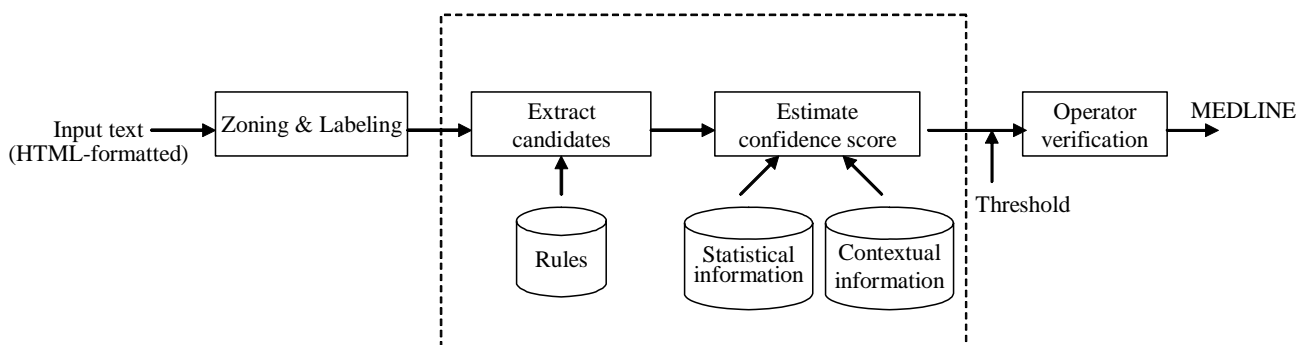 Input text
(HTML-formatted)
Zoning & Labeling
Extract
candidates
Estimate
confidence score
Operator
verification
MEDLINE
Threshold
Rules
Statistical
information
Contextual
information